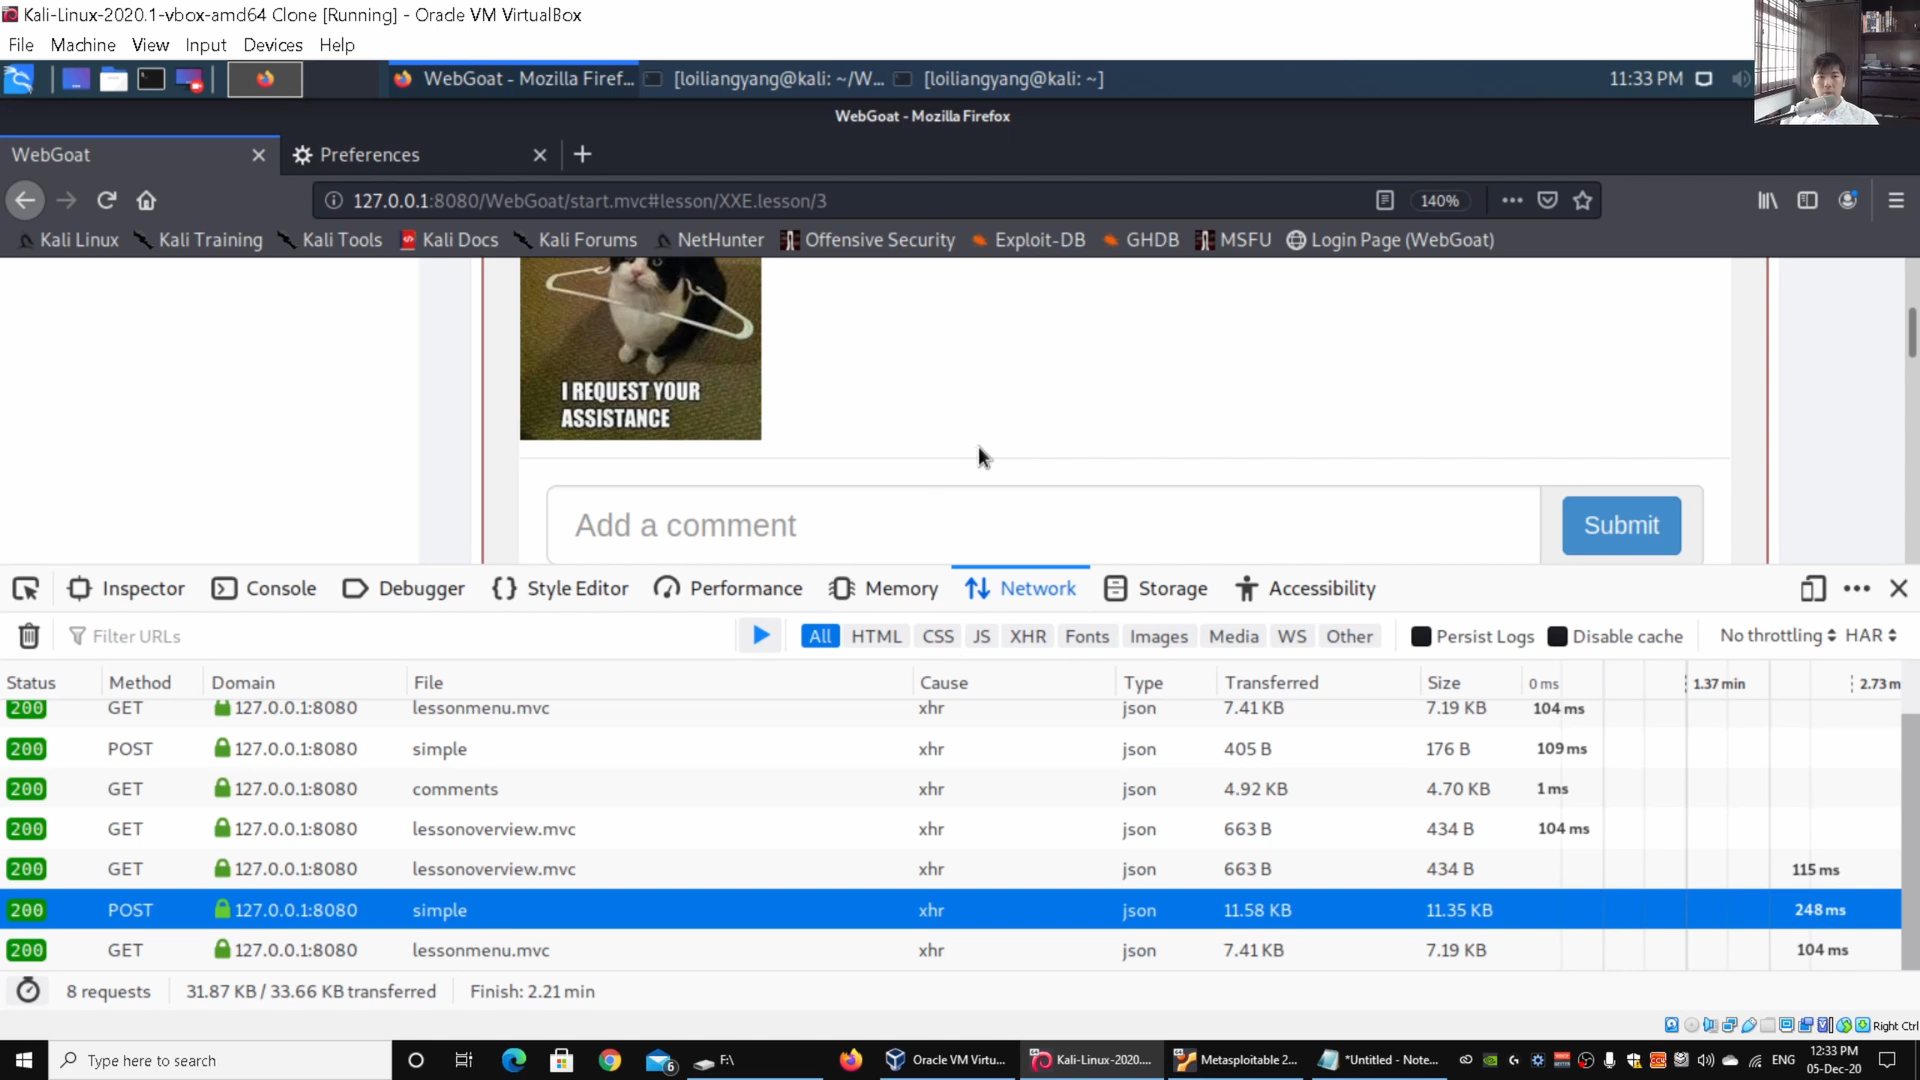 Kali-Linux-2020.1-vbox-amd64 Clone [Running] - Oracle VM VirtualBox
File Machine View Input Devices Help
WebGoat - Mozilla Firef... [loiliangyang@kali: ~/W... [loiliangyang@kali: ~] 11:33 PM
WebGoat - Mozilla Firefox
WebGoat Preferences
127.0.0.1:8080/WebGoat/start.mvc#lesson/XXE.lesson/3 140%
Kali Linux Kali Training Kali Tools Kali Docs Kali Forums NetHunter Offensive Security Exploit-DB GHDB MSFU Login Page (WebGoat)
I REQUEST YOUR
ASSISTANCE
Add a comment Submit
Inspector Console Debugger Style Editor Performance Memory Network Storage Accessibility
Filter URLs All HTML CSS JS XHR Fonts Images Media WS Other Persist Logs Disable cache No throttling HAR
Status Method Domain File Cause Type Transferred Size 0 ms 1.37 min 2.73 m
200 GET 127.0.0.1:8080 lessonmenu.mvc xhr json 7.41 KB 7.19 KB 104 ms
200 POST 127.0.0.1:8080 simple xhr json 405 B 176 B 109 ms
200 GET 127.0.0.1:8080 comments xhr json 4.92 KB 4.70 KB 1 ms
200 GET 127.0.0.1:8080 lessonoverview.mvc xhr json 663 B 434 B 104 ms
200 GET 127.0.0.1:8080 lessonoverview.mvc xhr json 663 B 434 B 115 ms
200 POST 127.0.0.1:8080 simple xhr json 11.58 KB 11.35 KB 248 ms
200 GET 127.0.0.1:8080 lessonmenu.mvc xhr json 7.41 KB 7.19 KB 104 ms
8 requests 31.87 KB / 33.66 KB transferred Finish: 2.21 min
Right Ctrl
Type here to search 6 F:\ Oracle VM Virtu... Kali-Linux-2020.... Metasploitable 2... *Untitled - Note... ENG 12:33 PM
05-Dec-20